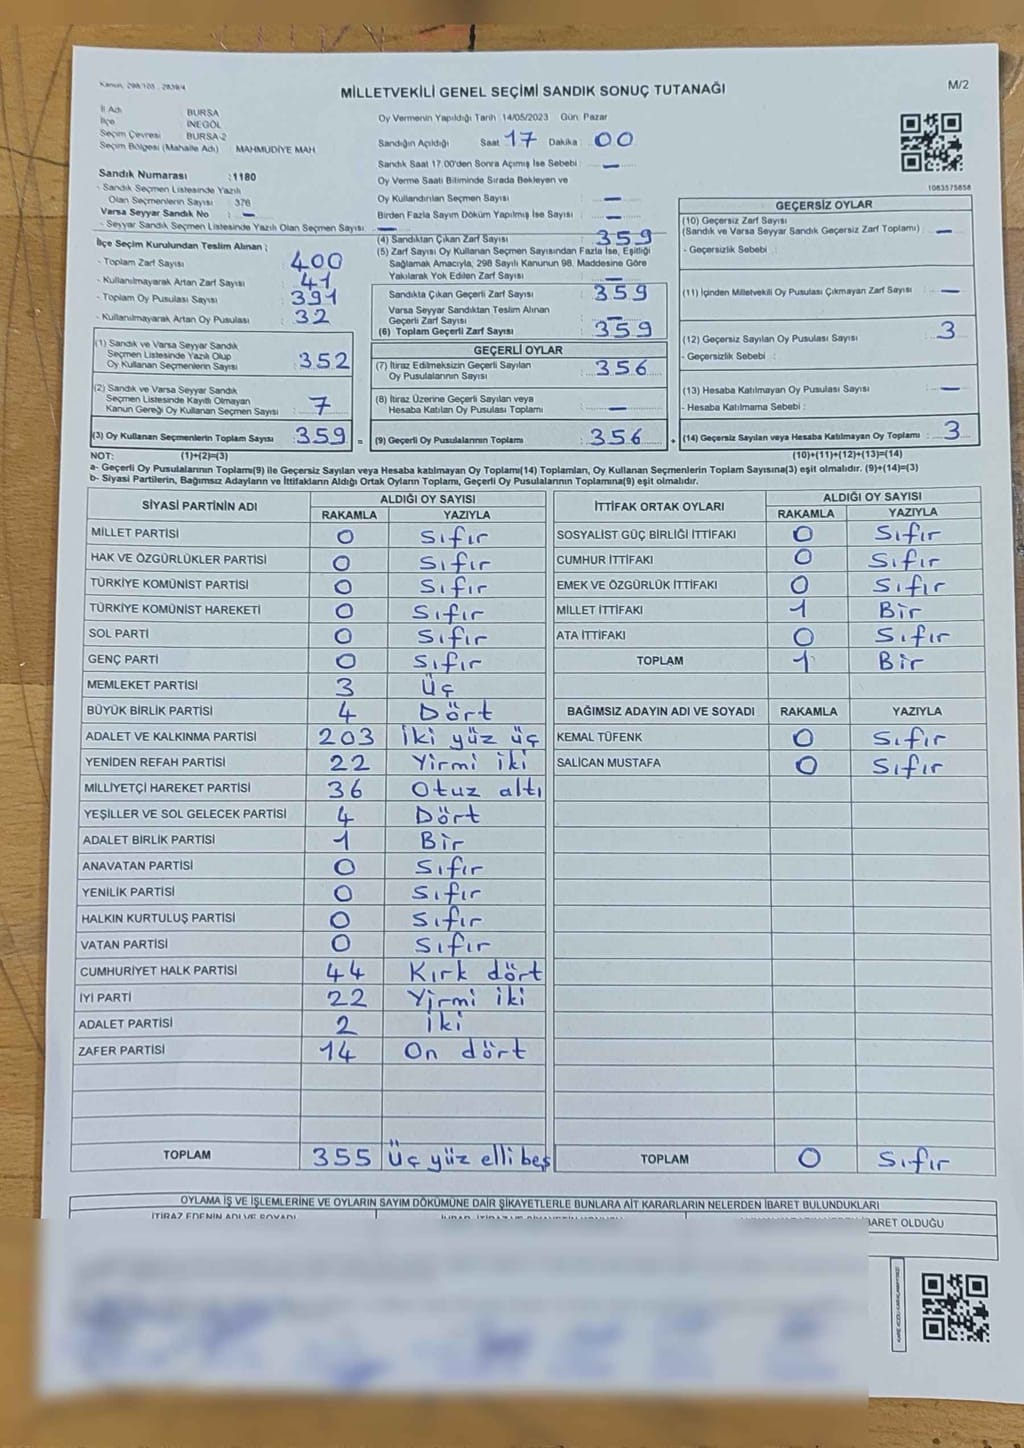 Kanun, 298/105 - 2839/4
MİLLETVEKİLİ GENEL SEÇİMİ SANDIK SONUÇ TUTANAĞI
M/2
İl Adı : BURSA
İlçe İNEGÖL
Seçim Çevresi BURSA-2
Seçim Bölgesi (Mahalle Adı) MAHMUDİYE MAH
Sandık Numarası :1180
- Sandık Seçmen Listesinde Yazılı
Olan Seçmenlerin Sayısı : 376
Varsa Seyyar Sandık No : —
- Seyyar Sandık Seçmen Listesinde Yazılı Olan Seçmen Sayısı : —
İlçe Seçim Kurulundan Teslim Alınan ;
- Toplam Zarf Sayısı 400
- Kullanılmayarak Artan Zarf Sayısı : 41
- Toplam Oy Pusulası Sayısı 391
- Kullanılmayarak Artan Oy Pusulası : 32
(1) Sandık ve Varsa Seyyar Sandık
Seçmen Listesinde Yazılı Olup
Oy Kullanan Seçmenlerin Sayısı : 352
(2) Sandık ve Varsa Seyyar Sandık
Seçmen Listesinde Kayıtlı Olmayan
Kanun Gereği Oy Kullanan Seçmen Sayısı : 7
(3) Oy Kullanan Seçmenlerin Toplam Sayısı : 359 =
Oy Vermenin Yapıldığı Tarih 14/05/2023 Gün Pazar
Sandığın Açıldığı Saat 17 Dakika : 00
Sandık Saat 17.00'den Sonra Açımış İse Sebebi : —
Oy Verme Saati Bitiminde Sırada Bekleyen ve
Oy Kullandırılan Seçmen Sayısı : —
Birden Fazla Sayım Döküm Yapılmış İse Sayısı : —
(4) Sandıktan Çıkan Zarf Sayısı : 359
(5) Zarf Sayısı Oy Kullanan Seçmen Sayısından Fazla İse, Eşitliği
Sağlamak Amacıyla, 298 Sayılı Kanunun 98. Maddesine Göre
Yakılarak Yok Edilen Zarf Sayısı : —
Sandıkta Çıkan Geçerli Zarf Sayısı : 359
Varsa Seyyar Sandıktan Teslim Alınan
Geçerli Zarf Sayısı : —
(6) Toplam Geçerli Zarf Sayısı : 359
GEÇERLİ OYLAR
(7) İtiraz Edilmeksizin Geçerli Sayılan
Oy Pusulalarının Sayısı : 356
(8) İtiraz Üzerine Geçerli Sayılan veya
Hesaba Katılan Oy Pusulası Toplamı : —
(9) Geçerli Oy Pusulalarının Toplamı : 356
1083575858
GEÇERSİZ OYLAR
(10) Geçersiz Zarf Sayısı
(Sandık ve Varsa Seyyar Sandık Geçersiz Zarf Toplamı) : —
- Geçersizlik Sebebi :
(11) İçinden Milletvekili Oy Pusulası Çıkmayan Zarf Sayısı : —
(12) Geçersiz Sayılan Oy Pusulası Sayısı : 3
- Geçersizlik Sebebi :
(13) Hesaba Katılmayan Oy Pusulası Sayısı : —
- Hesaba Katılmama Sebebi :
(14) Geçersiz Sayılan veya Hesaba Katılmayan Oy Toplamı : 3
NOT: (1)+(2)=(3) (10)+(11)+(12)+(13)=(14)
a- Geçerli Oy Pusulalarının Toplamı(9) ile Geçersiz Sayılan veya Hesaba katılmayan Oy Toplamı(14) Toplamları, Oy Kullanan Seçmenlerin Toplam Sayısına(3) eşit olmalıdır. (9)+(14)=(3)
b- Siyasi Partilerin, Bağımsız Adayların ve İttifakların Aldığı Ortak Oyların Toplamı, Geçerli Oy Pusulalarının Toplamına(9) eşit olmalıdır.
SİYASİ PARTİNİN ADI ALDIĞI OY SAYISI
RAKAMLA YAZIYLA
MİLLET PARTİSİ 0 Sıfır
HAK VE ÖZGÜRLÜKLER PARTİSİ 0 Sıfır
TÜRKİYE KOMÜNİST PARTİSİ 0 Sıfır
TÜRKİYE KOMÜNİST HAREKETİ 0 Sıfır
SOL PARTİ 0 Sıfır
GENÇ PARTİ 0 Sıfır
MEMLEKET PARTİSİ 3 Üç
BÜYÜK BİRLİK PARTİSİ 4 Dört
ADALET VE KALKINMA PARTİSİ 203 İki yüz üç
YENİDEN REFAH PARTİSİ 22 Yirmi iki
MİLLİYETÇİ HAREKET PARTİSİ 36 Otuz altı
YEŞİLLER VE SOL GELECEK PARTİSİ 4 Dört
ADALET BİRLİK PARTİSİ 1 Bir
ANAVATAN PARTİSİ 0 Sıfır
YENİLİK PARTİSİ 0 Sıfır
HALKIN KURTULUŞ PARTİSİ 0 Sıfır
VATAN PARTİSİ 0 Sıfır
CUMHURİYET HALK PARTİSİ 44 Kırk dört
İYİ PARTİ 22 Yirmi iki
ADALET PARTİSİ 2 İki
ZAFER PARTİSİ 14 On dört
TOPLAM 355 Üç yüz elli beş
İTTİFAK ORTAK OYLARI ALDIĞI OY SAYISI
RAKAMLA YAZIYLA
SOSYALİST GÜÇ BİRLİĞİ İTTİFAKI 0 Sıfır
CUMHUR İTTİFAKI 0 Sıfır
EMEK VE ÖZGÜRLÜK İTTİFAKI 0 Sıfır
MİLLET İTTİFAKI 1 Bir
ATA İTTİFAKI 0 Sıfır
TOPLAM 1 Bir
BAĞIMSIZ ADAYIN ADI VE SOYADI RAKAMLA YAZIYLA
KEMAL TÜFENK 0 Sıfır
SALİCAN MUSTAFA 0 Sıfır
TOPLAM 0 Sıfır
OYLAMA İŞ VE İŞLEMLERİNE VE OYLARIN SAYIM DÖKÜMÜNE DAİR ŞİKAYETLERLE BUNLARA AİT KARARLARIN NELERDEN İBARET BULUNDUKLARI
İTİRAZ EDENİN ADI VE SOYADI
BARET OLDUĞU